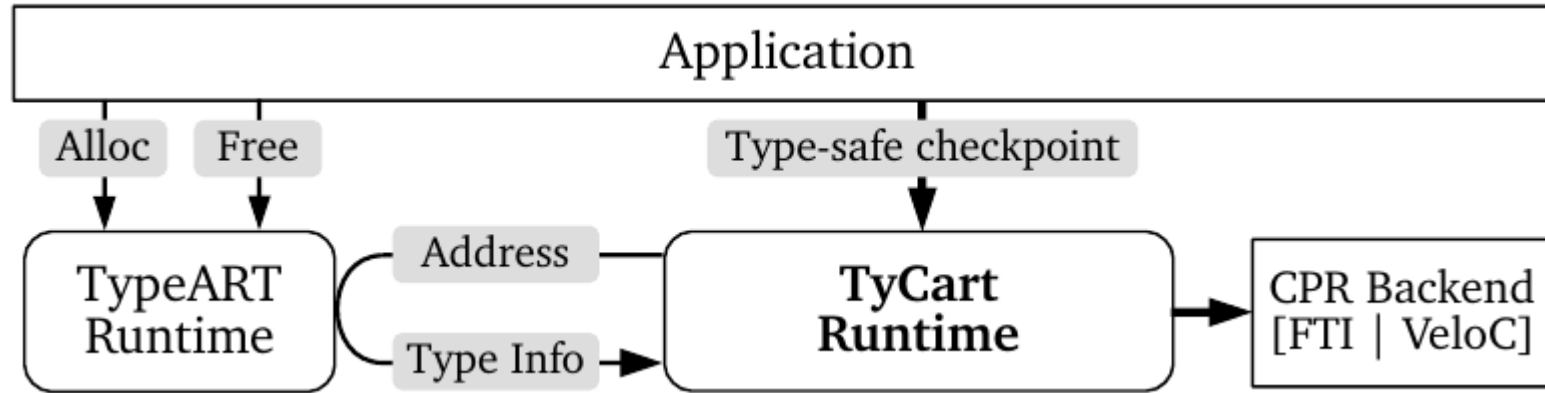 Application
Alloc
Free
Type-safe checkpoint
TypeART
Runtime
Address
Type Info
TyCart
Runtime
CPR Backend
[FTI | VeloC]